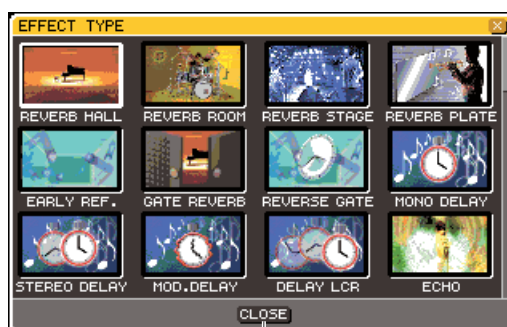 EFFECT TYPE
REVERB HALL REVERB ROOM REVERB STAGE REVERB PLATE
EARLY REF. GATE REVERB REVERSE GATE MONO DELAY
STEREO DELAY MOD.DELAY DELAY LCR ECHO
CLOSE